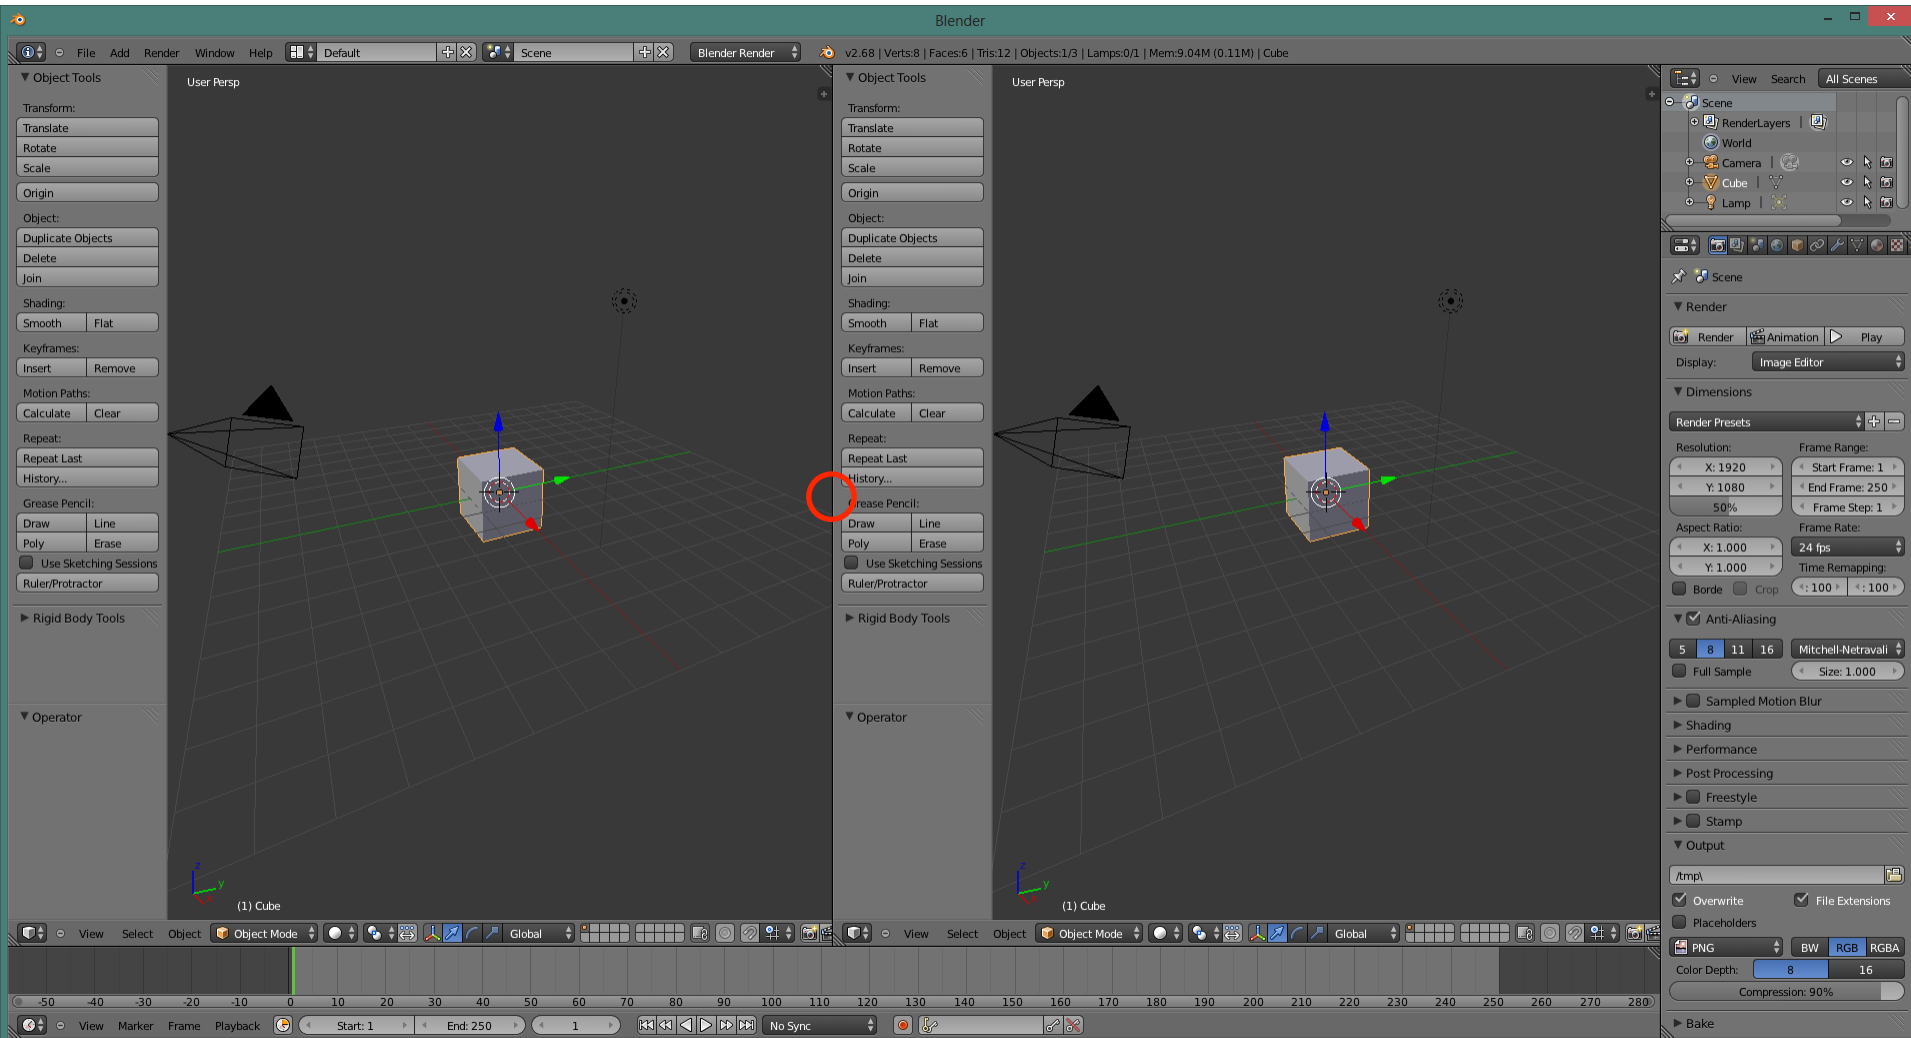 Blender
File Add Render Window Help Default Scene Blender Render v2.68 | Verts:8 | Faces:6 | Tris:12 | Objects:1/3 | Lamps:0/1 | Mem:9.04M (0.11M) | Cube
Object Tools
Transform:
Translate
Rotate
Scale
Origin
Object:
Duplicate Objects
Delete
Join
Shading:
Smooth Flat
Keyframes:
Insert Remove
Motion Paths:
Calculate Clear
Repeat:
Repeat Last
History...
Grease Pencil:
Draw Line
Poly Erase
Use Sketching Sessions
Ruler/Protractor
Rigid Body Tools
Operator
User Persp
z
y
x
(1) Cube
View Select Object Object Mode Global
Object Tools
Transform:
Translate
Rotate
Scale
Origin
Object:
Duplicate Objects
Delete
Join
Shading:
Smooth Flat
Keyframes:
Insert Remove
Motion Paths:
Calculate Clear
Repeat:
Repeat Last
History...
Grease Pencil:
Draw Line
Poly Erase
Use Sketching Sessions
Ruler/Protractor
Rigid Body Tools
Operator
User Persp
z
y
x
(1) Cube
View Select Object Object Mode Global
-50 -40 -30 -20 -10 0 10 20 30 40 50 60 70 80 90 100 110 120 130 140 150 160 170 180 190 200 210 220 230 240 250 260 270 280
View Marker Frame Playback Start: 1 End: 250 1 No Sync
View Search All Scenes
Scene
RenderLayers |
World
Camera |
Cube |
Lamp |
Scene
Render
Render Animation Play
Display: Image Editor
Dimensions
Render Presets
Resolution: Frame Range:
X: 1920 Start Frame: 1
Y: 1080 End Frame: 250
50% Frame Step: 1
Aspect Ratio: Frame Rate:
X: 1.000 24 fps
Y: 1.000 Time Remapping:
Borde Crop : 100 : 100
Anti-Aliasing
5 8 11 16 Mitchell-Netravali
Full Sample Size: 1.000
Sampled Motion Blur
Shading
Performance
Post Processing
Freestyle
Stamp
Output
/tmp\
Overwrite File Extensions
Placeholders
PNG BW RGB RGBA
Color Depth: 8 16
Compression: 90%
Bake